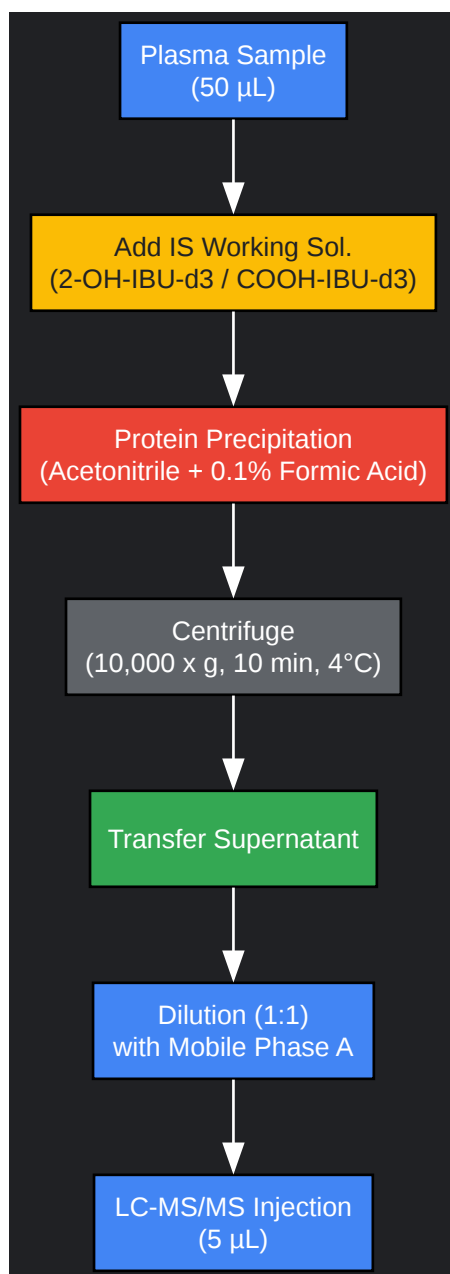 Plasma Sample
(50 µL)
Add IS Working Sol.
(2-OH-IBU-d3 / COOH-IBU-d3)
Protein Precipitation
(Acetonitrile + 0.1% Formic Acid)
Centrifuge
(10,000 x g, 10 min, 4°C)
Transfer Supernatant
Dilution (1:1)
with Mobile Phase A
LC-MS/MS Injection
(5 µL)